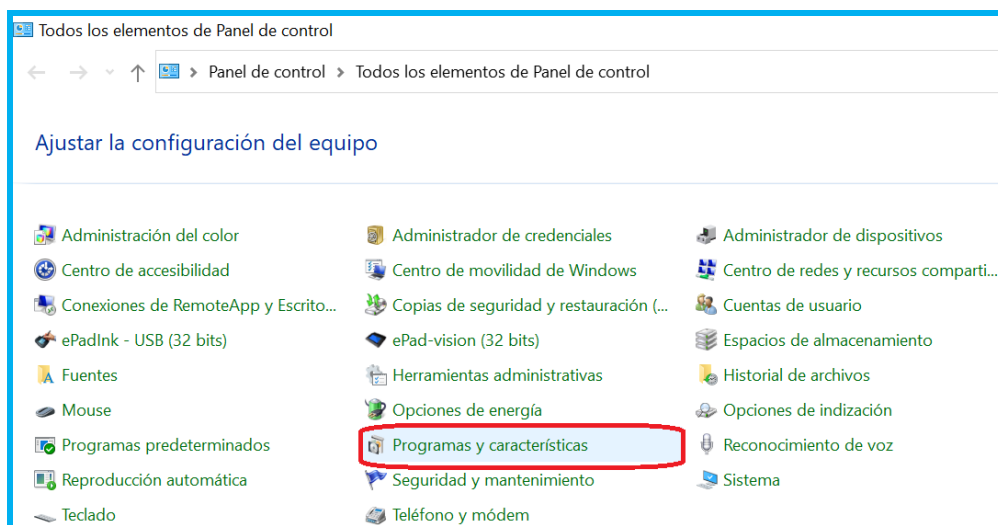 Todos los elementos de Panel de control
Panel de control > Todos los elementos de Panel de control
Ajustar la configuración del equipo
Administración del color
Administrador de credenciales
Administrador de dispositivos
Centro de accesibilidad
Centro de movilidad de Windows
Centro de redes y recursos comparti...
Conexiones de RemoteApp y Escrito...
Copias de seguridad y restauración (...
Cuentas de usuario
ePadInk - USB (32 bits)
ePad-vision (32 bits)
Espacios de almacenamiento
Fuentes
Herramientas administrativas
Historial de archivos
Mouse
Opciones de energía
Opciones de indización
Programas predeterminados
Programas y características
Reconocimiento de voz
Reproducción automática
Seguridad y mantenimiento
Sistema
Teclado
Teléfono y módem